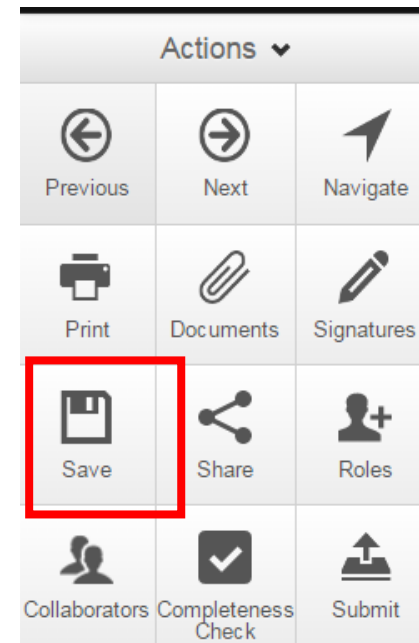 Actions
Previous Next Navigate
Print Documents Signatures
Save Share Roles
Collaborators Completeness Submit
Check